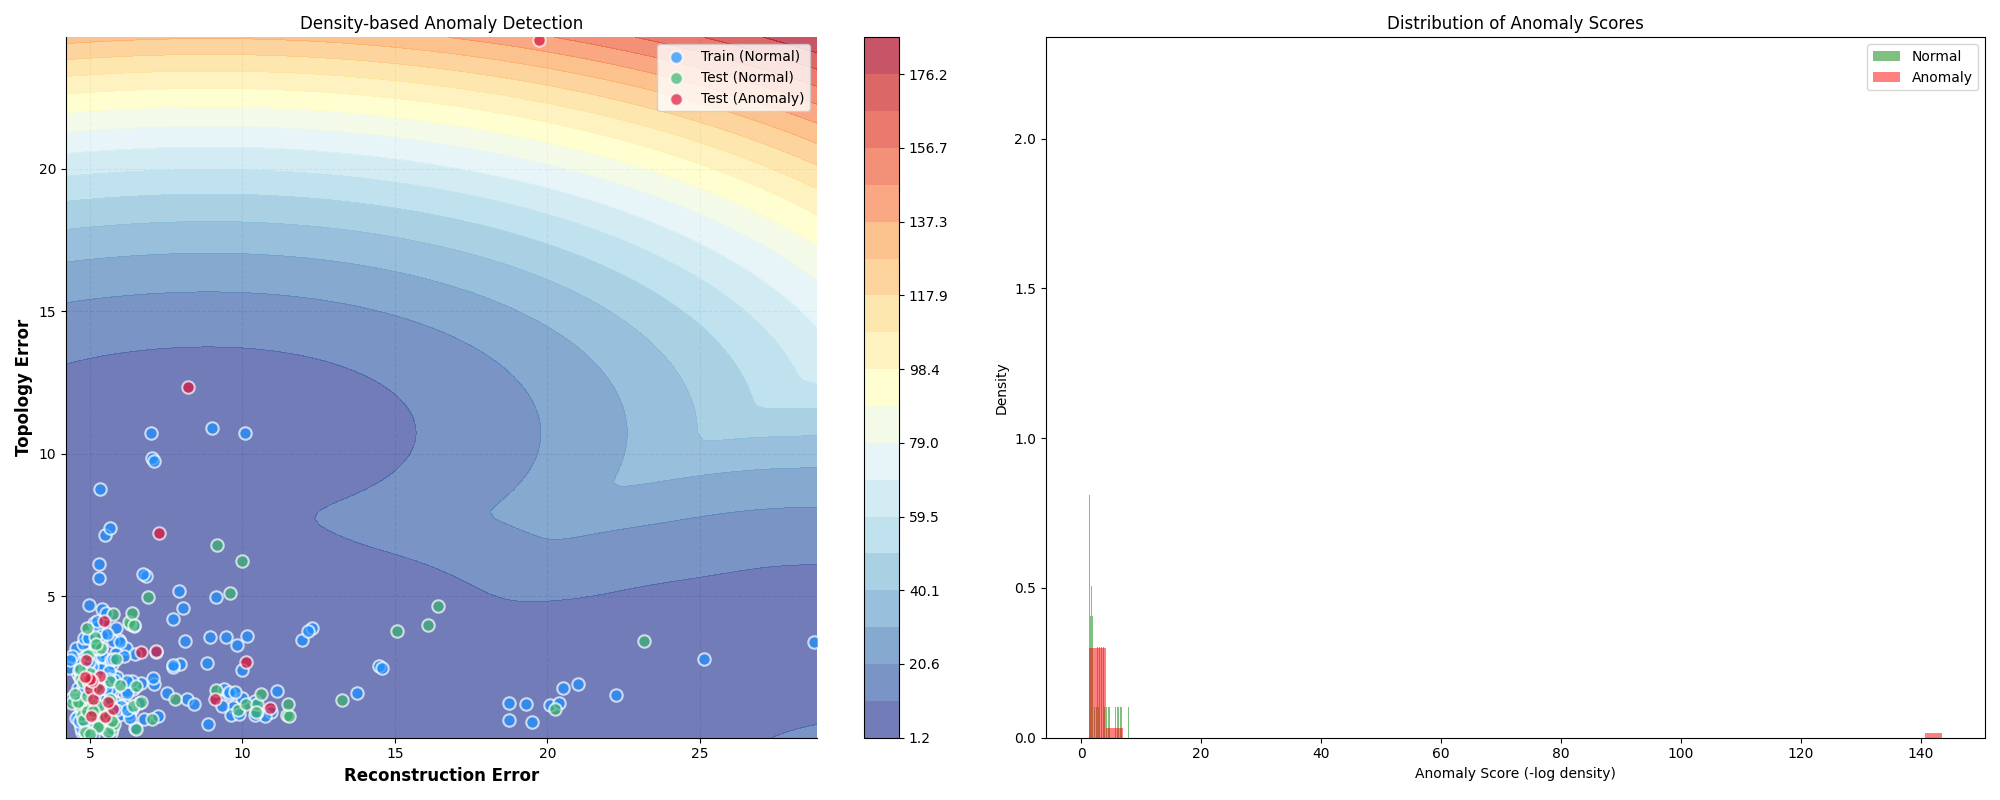 Density-based Anomaly Detection
Train (Normal)
Test (Normal)
Test (Anomaly)
20
15
10
5
Topology Error
5
10
15
20
25
Reconstruction Error
176.2
156.7
137.3
117.9
98.4
79.0
59.5
40.1
20.6
1.2
Distribution of Anomaly Scores
Normal
Anomaly
2.0
1.5
1.0
0.5
0.0
Density
0
20
40
60
80
100
120
140
Anomaly Score (-log density)